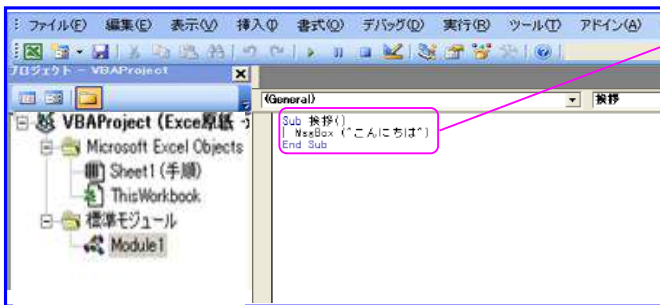 ファイル(F) 編集(E) 表示(V) 挿入(I) 書式(O) デバッグ(D) 実行(R) ツール(T) アドイン(A)
プロジェクト - VBAProject
(General)
挨拶
VBAProject (Excel原紙
Microsoft Excel Objects
Sheet1 (手順)
ThisWorkbook
標準モジュール
Module1
Sub 挨拶()
MsgBox ("こんにちは")
End Sub